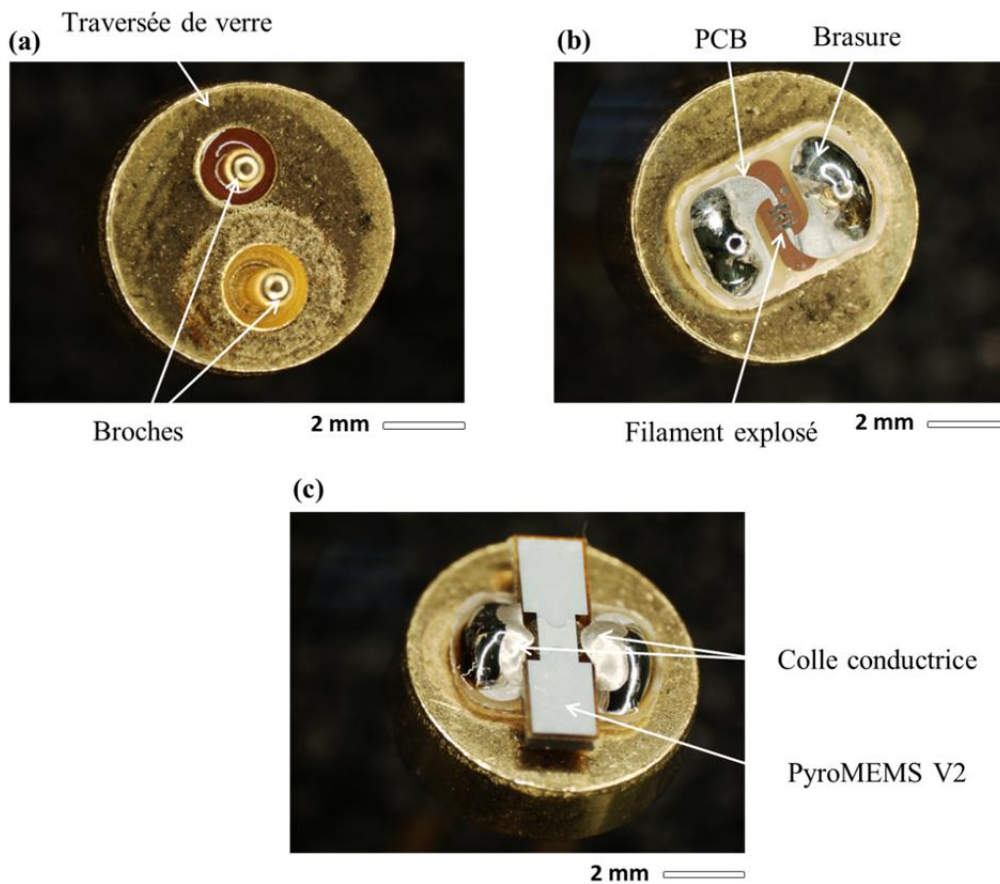 Traversée de verre
(a)
(b)
PCB
Brasure
Broches
2 mm
Filament explosé
2 mm
(c)
Colle conductrice
PyroMEMS V2
2 mm